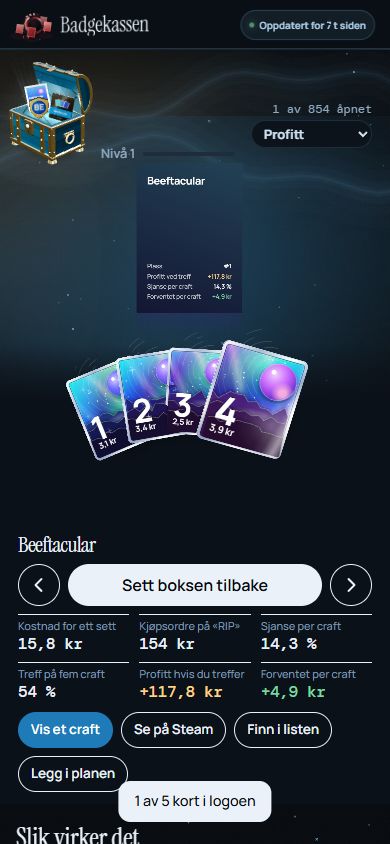 Badgekassen
Oppdatert for 7 t siden
BE
1 av 854 åpnet
Profitt
Nivå 1
Beeftacular
Plass #1
Profitt ved treff +117,8 kr
Sjanse per craft 14,3 %
Forventet per craft +4,9 kr
1
3,1 kr
2
3,4 kr
3
2,5 kr
4
3,9 kr
Beeftacular
Sett boksen tilbake
Kostnad for ett sett Kjøpsordre på «RIP» Sjanse per craft
15,8 kr 154 kr 14,3 %
Treff på fem craft Profitt hvis du treffer Forventet per craft
54 % +117,8 kr +4,9 kr
Vis et craft Se på Steam Finn i listen
Legg i planen
1 av 5 kort i logoen
Slik virker det